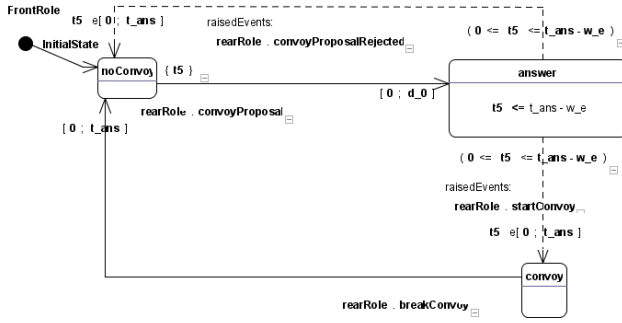 FrontRole
t5 e[ 0 ; t_ans ]
raisedEvents:
( 0 <= t5 <= t_ans - w_e )
InitialState
rearRole . convoyProposalRejected
noConvoy
{ t5 }
answer
[ 0 ; d_0 ]
t5 <= t_ans - w_e
rearRole . convoyProposal
[ 0 ; t_ans ]
( 0 <= t5 <= t_ans - w_e )
raisedEvents:
rearRole . startConvoy
t5 e[ 0 ; t_ans ]
convoy
rearRole . breakConvoy